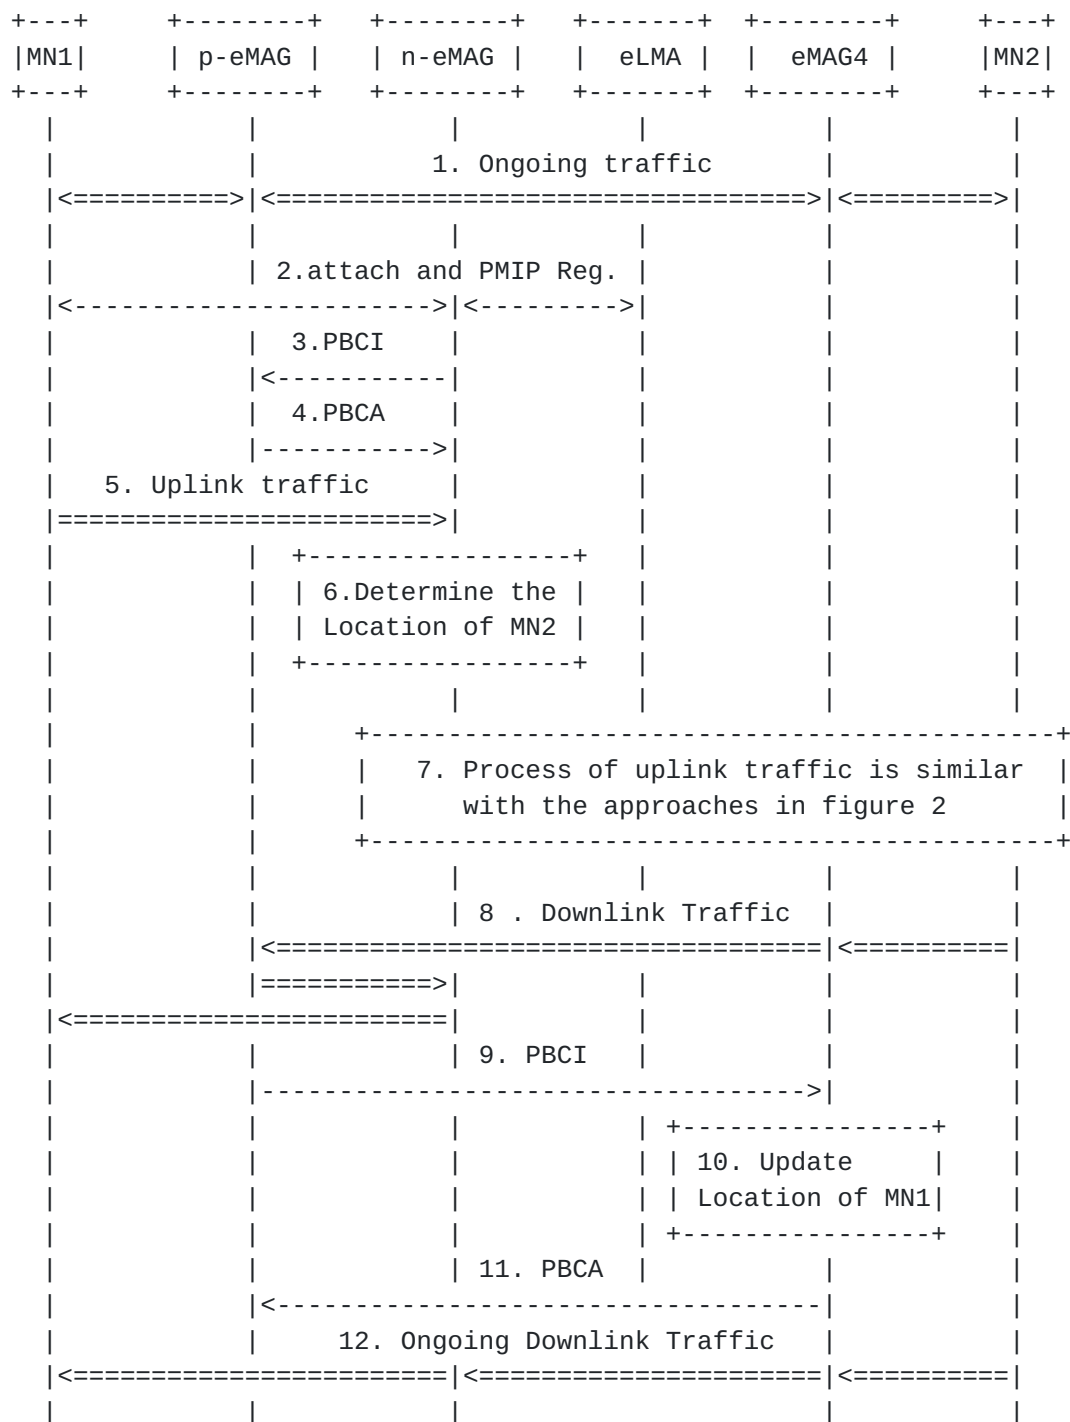 MN1 p-eMAG n-eMAG eLMA eMAG4 MN2
1. Ongoing traffic
2.attach and PMIP Reg.
3.PBCI
4.PBCA
5. Uplink traffic
6.Determine the
Location of MN2
7. Process of uplink traffic is similar
with the approaches in figure 2
8 . Downlink Traffic
9. PBCI
10. Update
Location of MN1
11. PBCA
12. Ongoing Downlink Traffic